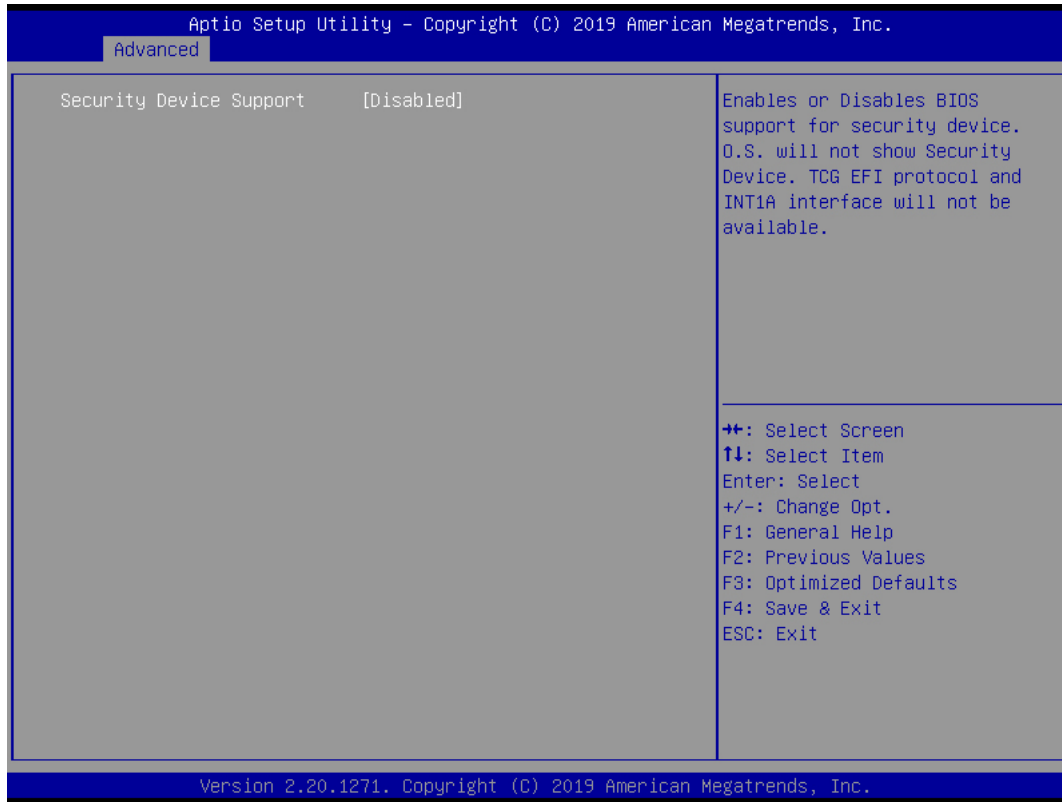 Aptio Setup Utility – Copyright (C) 2019 American Megatrends, Inc.
Advanced
Security Device Support [Disabled]
Enables or Disables BIOS
support for security device.
O.S. will not show Security
Device. TCG EFI protocol and
INT1A interface will not be
available.
→←: Select Screen
↑↓: Select Item
Enter: Select
+/-: Change Opt.
F1: General Help
F2: Previous Values
F3: Optimized Defaults
F4: Save & Exit
ESC: Exit
Version 2.20.1271. Copyright (C) 2019 American Megatrends, Inc.